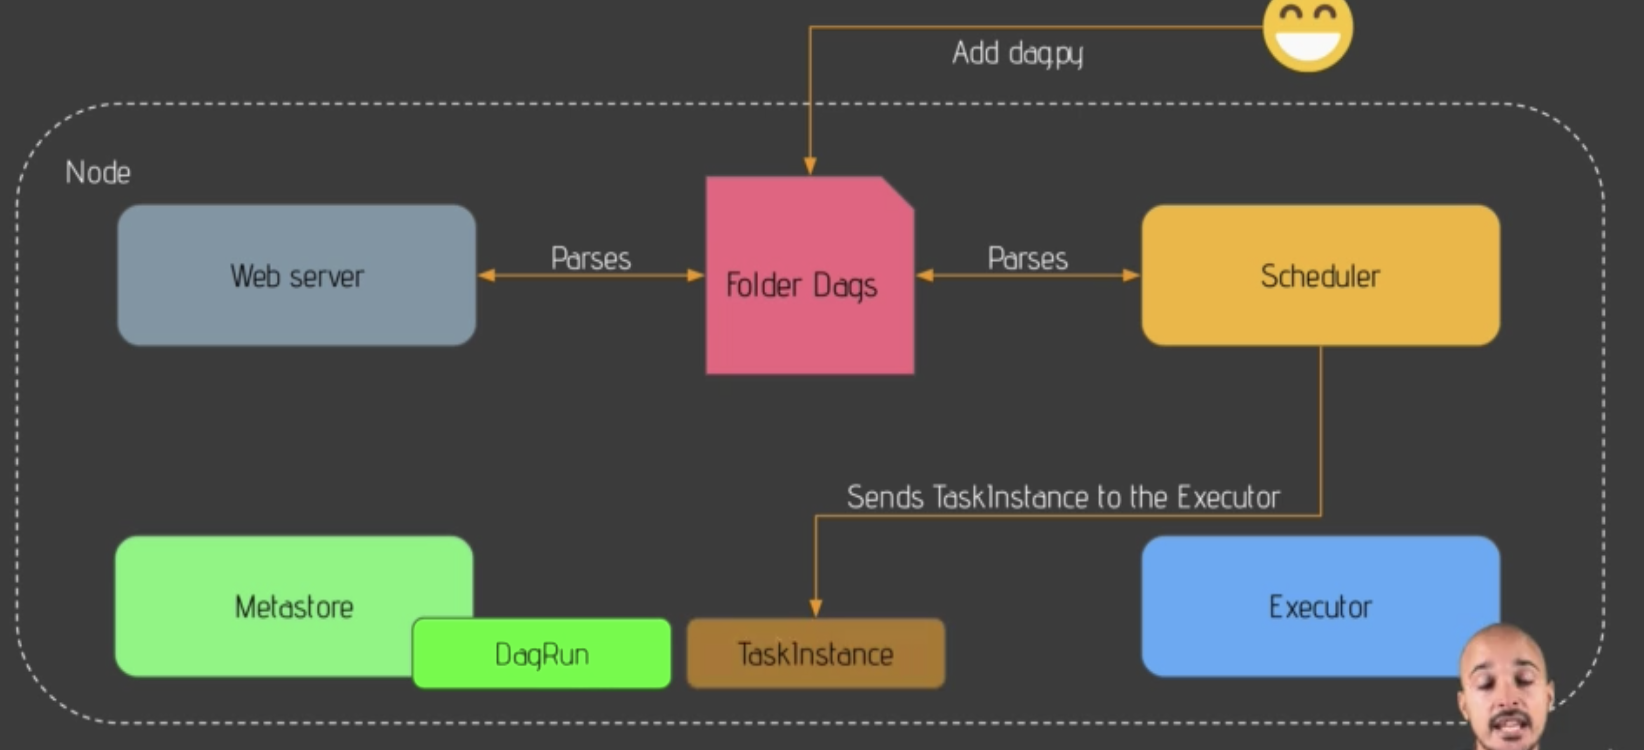 Add dag.py
Node
Web server
Parses
Folder Dags
Parses
Scheduler
Sends TaskInstance to the Executor
Metastore
DagRun
TaskInstance
Executor